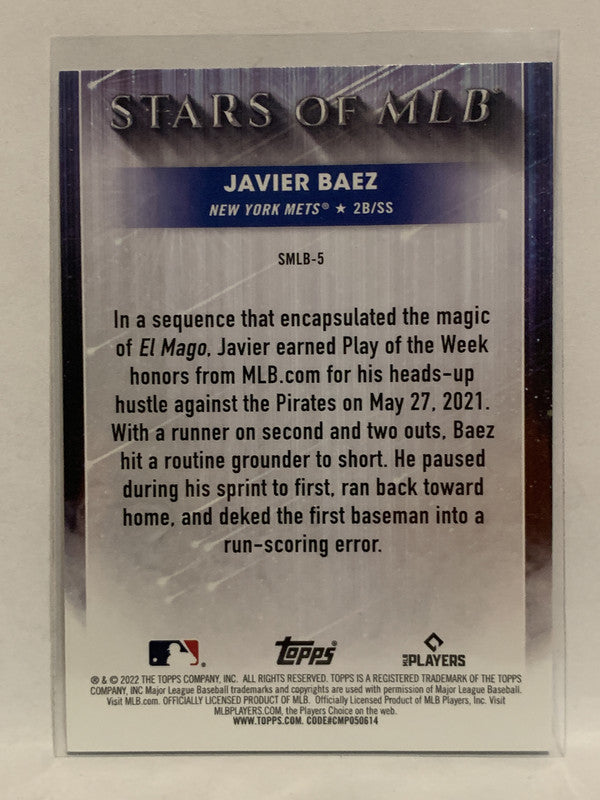 STARS OF MLB™
JAVIER BAEZ
NEW YORK METS® ★ 2B/SS
SMLB-5
In a sequence that encapsulated the magic
of El Mago, Javier earned Play of the Week
honors from MLB.com for his heads-up
hustle against the Pirates on May 27, 2021.
With a runner on second and two outs, Baez
hit a routine grounder to short. He paused
during his sprint to first, ran back toward
home, and deked the first baseman into a
run-scoring error.
Topps®
MLB PLAYERS
® & © 2022 THE TOPPS COMPANY, INC. ALL RIGHTS RESERVED. TOPPS IS A REGISTERED TRADEMARK OF THE TOPPS
COMPANY, INC Major League Baseball trademarks and copyrights are used with permission of Major League Baseball.
Visit MLB.com. OFFICIALLY LICENSED PRODUCT OF MLB. Officially Licensed Product of MLB Players, Inc. Visit
MLBPLAYERS.COM, the Players Choice on the web.
WWW.TOPPS.COM. CODE#CMP050614